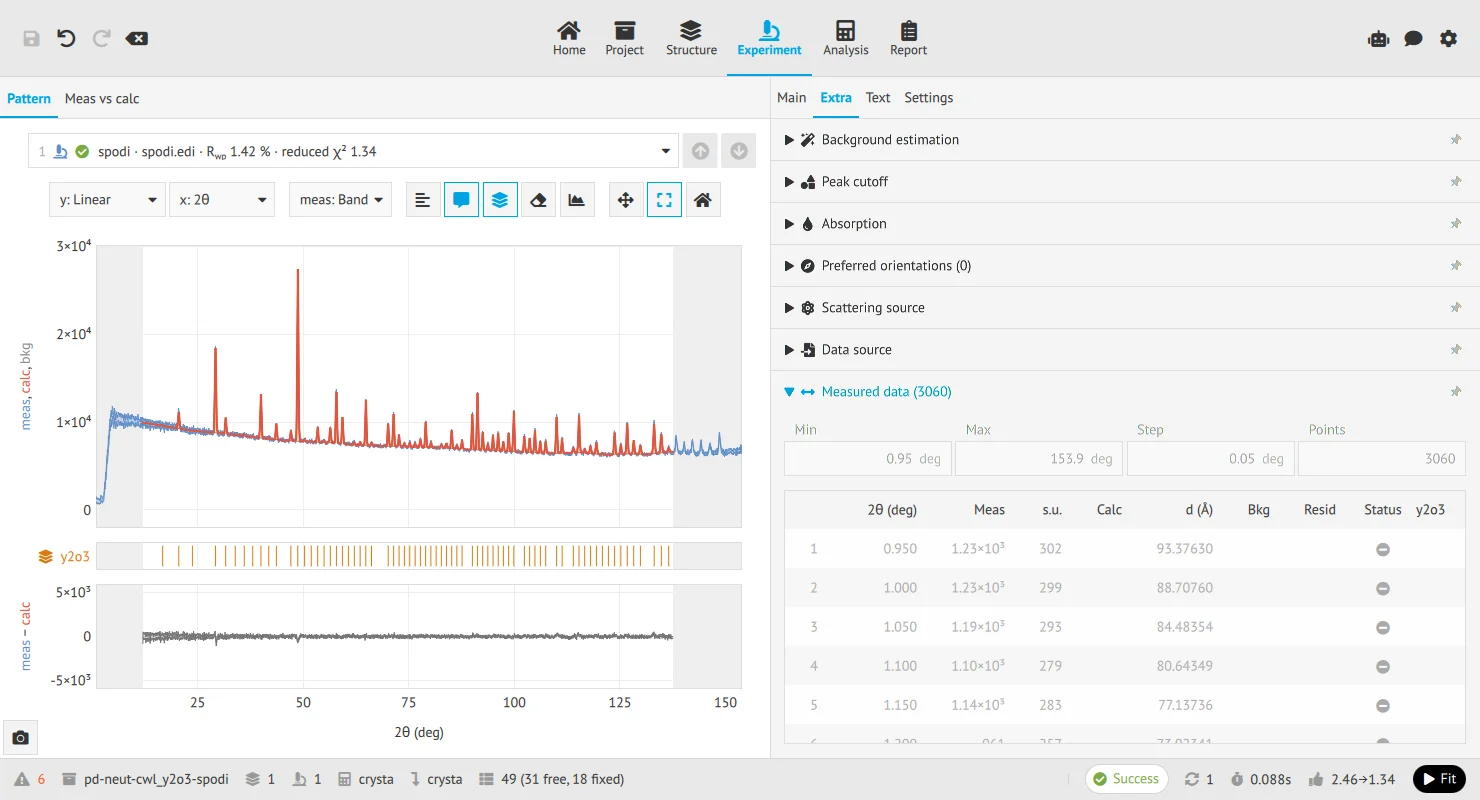 Home
Project
Structure
Experiment
Analysis
Report
Pattern
Meas vs calc
1 spodi · spodi.edi · Rwp 1.42 % · reduced χ² 1.34
y: Linear
x: 2θ
meas: Band
3×10⁴
2×10⁴
1×10⁴
0
meas, calc, bkg
y2o3
5×10³
0
-5×10³
meas − calc
25 50 75 100 125 150
2θ (deg)
Main
Extra
Text
Settings
Background estimation
Peak cutoff
Absorption
Preferred orientations (0)
Scattering source
Data source
Measured data (3060)
Min Max Step Points
0.95 deg 153.9 deg 0.05 deg 3060
2θ (deg) Meas s.u. Calc d (Å) Bkg Resid Status y2o3
1 0.950 1.23×10³ 302 93.37630
2 1.000 1.23×10³ 299 88.70760
3 1.050 1.19×10³ 293 84.48354
4 1.100 1.10×10³ 279 80.64349
5 1.150 1.14×10³ 283 77.13736
6 pd-neut-cwl_y2o3-spodi 1 1 crysta crysta 49 (31 free, 18 fixed)
Success 1 0.088s 2.46→1.34 Fit